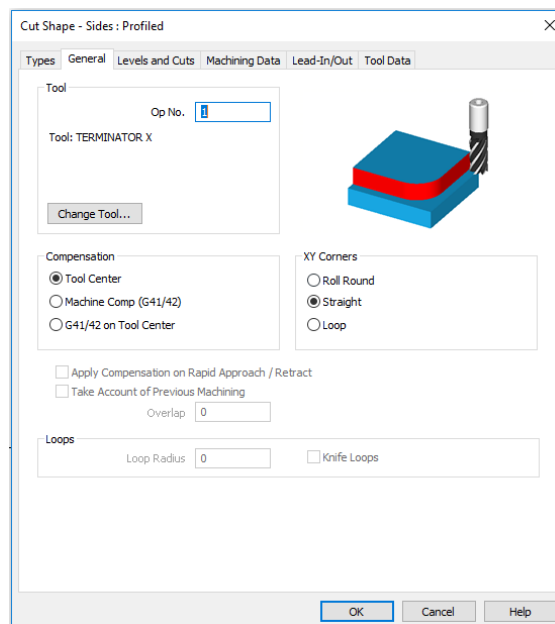 Cut Shape - Sides : Profiled
Types General Levels and Cuts Machining Data Lead-In/Out Tool Data
Tool
Op No. 1
Tool: TERMINATOR X
Change Tool...
Compensation
Tool Center
Machine Comp (G41/42)
G41/42 on Tool Center
XY Corners
Roll Round
Straight
Loop
Apply Compensation on Rapid Approach / Retract
Take Account of Previous Machining
Overlap 0
Loops
Loop Radius 0 Knife Loops
OK Cancel Help